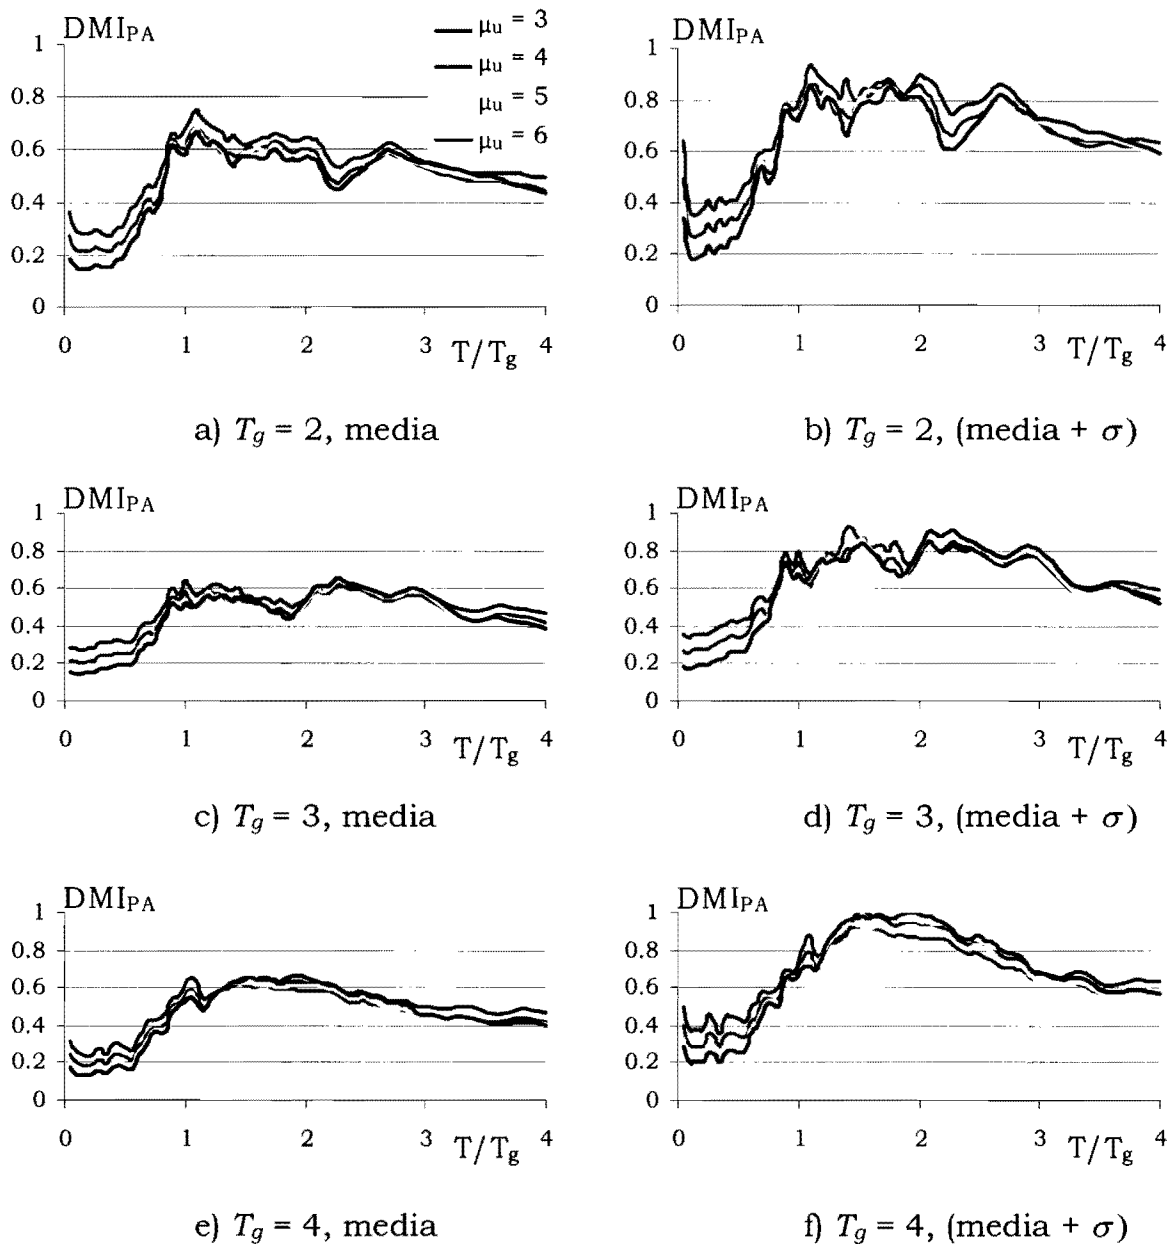 DMIPA
1
0.8
0.6
0.4
0.2
0
0 1 2 3 4
T/Tg
μu = 3
μu = 4
μu = 5
μu = 6
a) Tg = 2, media
DMIPA
1
0.8
0.6
0.4
0.2
0
0 1 2 3 4
T/Tg
b) Tg = 2, (media + σ)
DMIPA
1
0.8
0.6
0.4
0.2
0
0 1 2 3 4
T/Tg
c) Tg = 3, media
DMIPA
1
0.8
0.6
0.4
0.2
0
0 1 2 3 4
T/Tg
d) Tg = 3, (media + σ)
DMIPA
1
0.8
0.6
0.4
0.2
0
0 1 2 3 4
T/Tg
e) Tg = 4, media
DMIPA
1
0.8
0.6
0.4
0.2
0
0 1 2 3 4
T/Tg
f) Tg = 4, (media + σ)